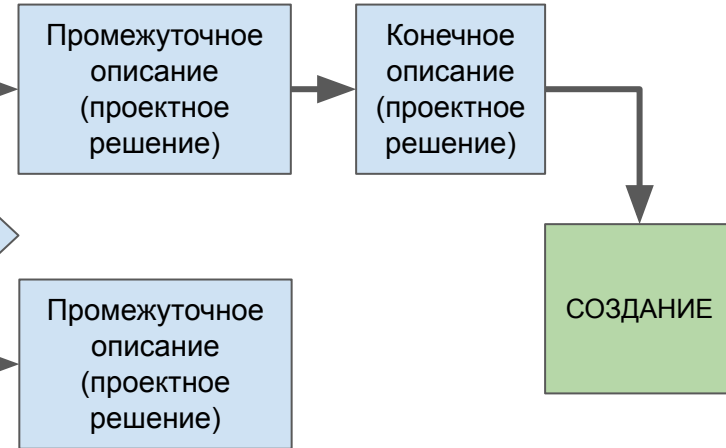 Промежуточное
описание
(проектное
решение)
Конечное
описание
(проектное
решение)
СОЗДАНИЕ
Промежуточное
описание
(проектное
решение)